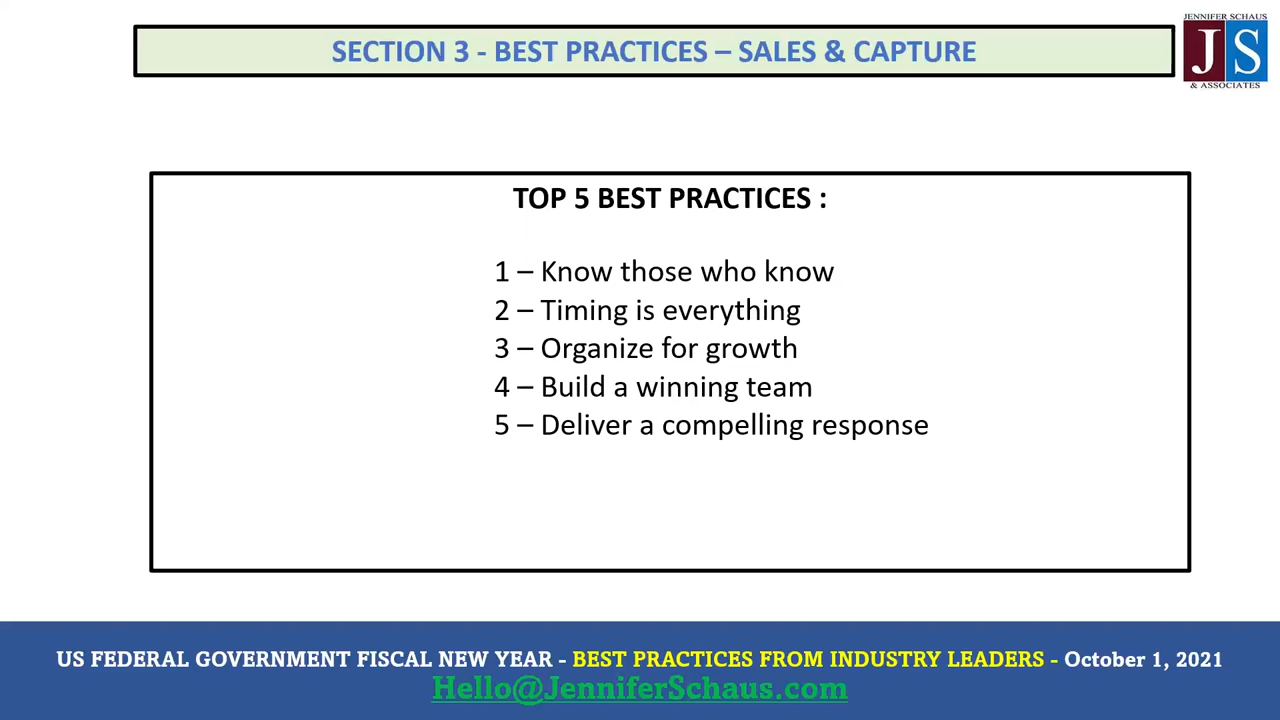 SECTION 3 - BEST PRACTICES – SALES & CAPTURE
JENNIFER SCHAUS
JS
& ASSOCIATES
TOP 5 BEST PRACTICES :
1 – Know those who know
2 – Timing is everything
3 – Organize for growth
4 – Build a winning team
5 – Deliver a compelling response
US FEDERAL GOVERNMENT FISCAL NEW YEAR - BEST PRACTICES FROM INDUSTRY LEADERS - October 1, 2021
Hello@JenniferSchaus.com